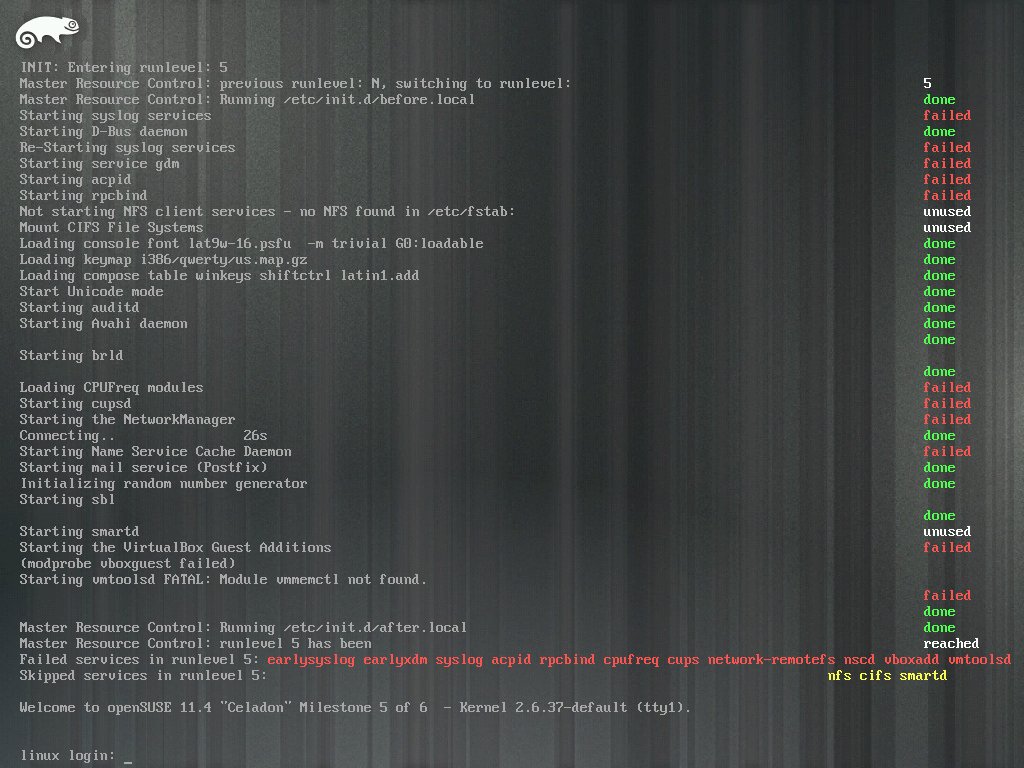 INIT: Entering runlevel: 5
Master Resource Control: previous runlevel: N, switching to runlevel: 5
Master Resource Control: Running /etc/init.d/before.local done
Starting syslog services failed
Starting D-Bus daemon done
Re-Starting syslog services failed
Starting service gdm failed
Starting acpid failed
Starting rpcbind failed
Not starting NFS client services - no NFS found in /etc/fstab: unused
Mount CIFS File Systems unused
Loading console font lat9w-16.psfu -m trivial G0:loadable done
Loading keymap i386/qwerty/us.map.gz done
Loading compose table winkeys shiftctrl latin1.add done
Start Unicode mode done
Starting auditd done
Starting Avahi daemon done
done
Starting brld
done
Loading CPUFreq modules failed
Starting cupsd failed
Starting the NetworkManager failed
Connecting.. 26s done
Starting Name Service Cache Daemon failed
Starting mail service (Postfix) done
Initializing random number generator done
Starting sbl
done
Starting smartd unused
Starting the VirtualBox Guest Additions failed
(modprobe vboxguest failed)
Starting vmtoolsd FATAL: Module vmmemctl not found.
failed
done
Master Resource Control: Running /etc/init.d/after.local done
Master Resource Control: runlevel 5 has been reached
Failed services in runlevel 5: earlysyslog earlyxdm syslog acpid rpcbind cpufreq cups network-remotefs nscd vboxadd vmtoolsd
Skipped services in runlevel 5: nfs cifs smartd
Welcome to openSUSE 11.4 "Celadon" Milestone 5 of 6 - Kernel 2.6.37-default (tty1).
linux login: _